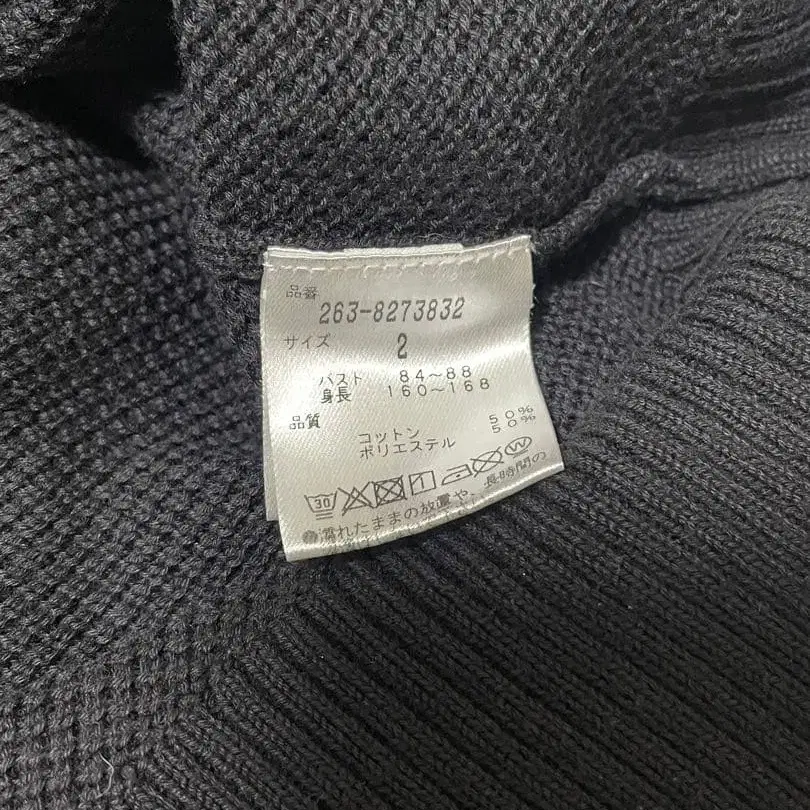 品番
263-8273832
サイズ 2
バスト 84～88
身長 160～168
品質
コットン 50%
ポリエステル 50%
30 W
●濡れたままの放置や、長時間の